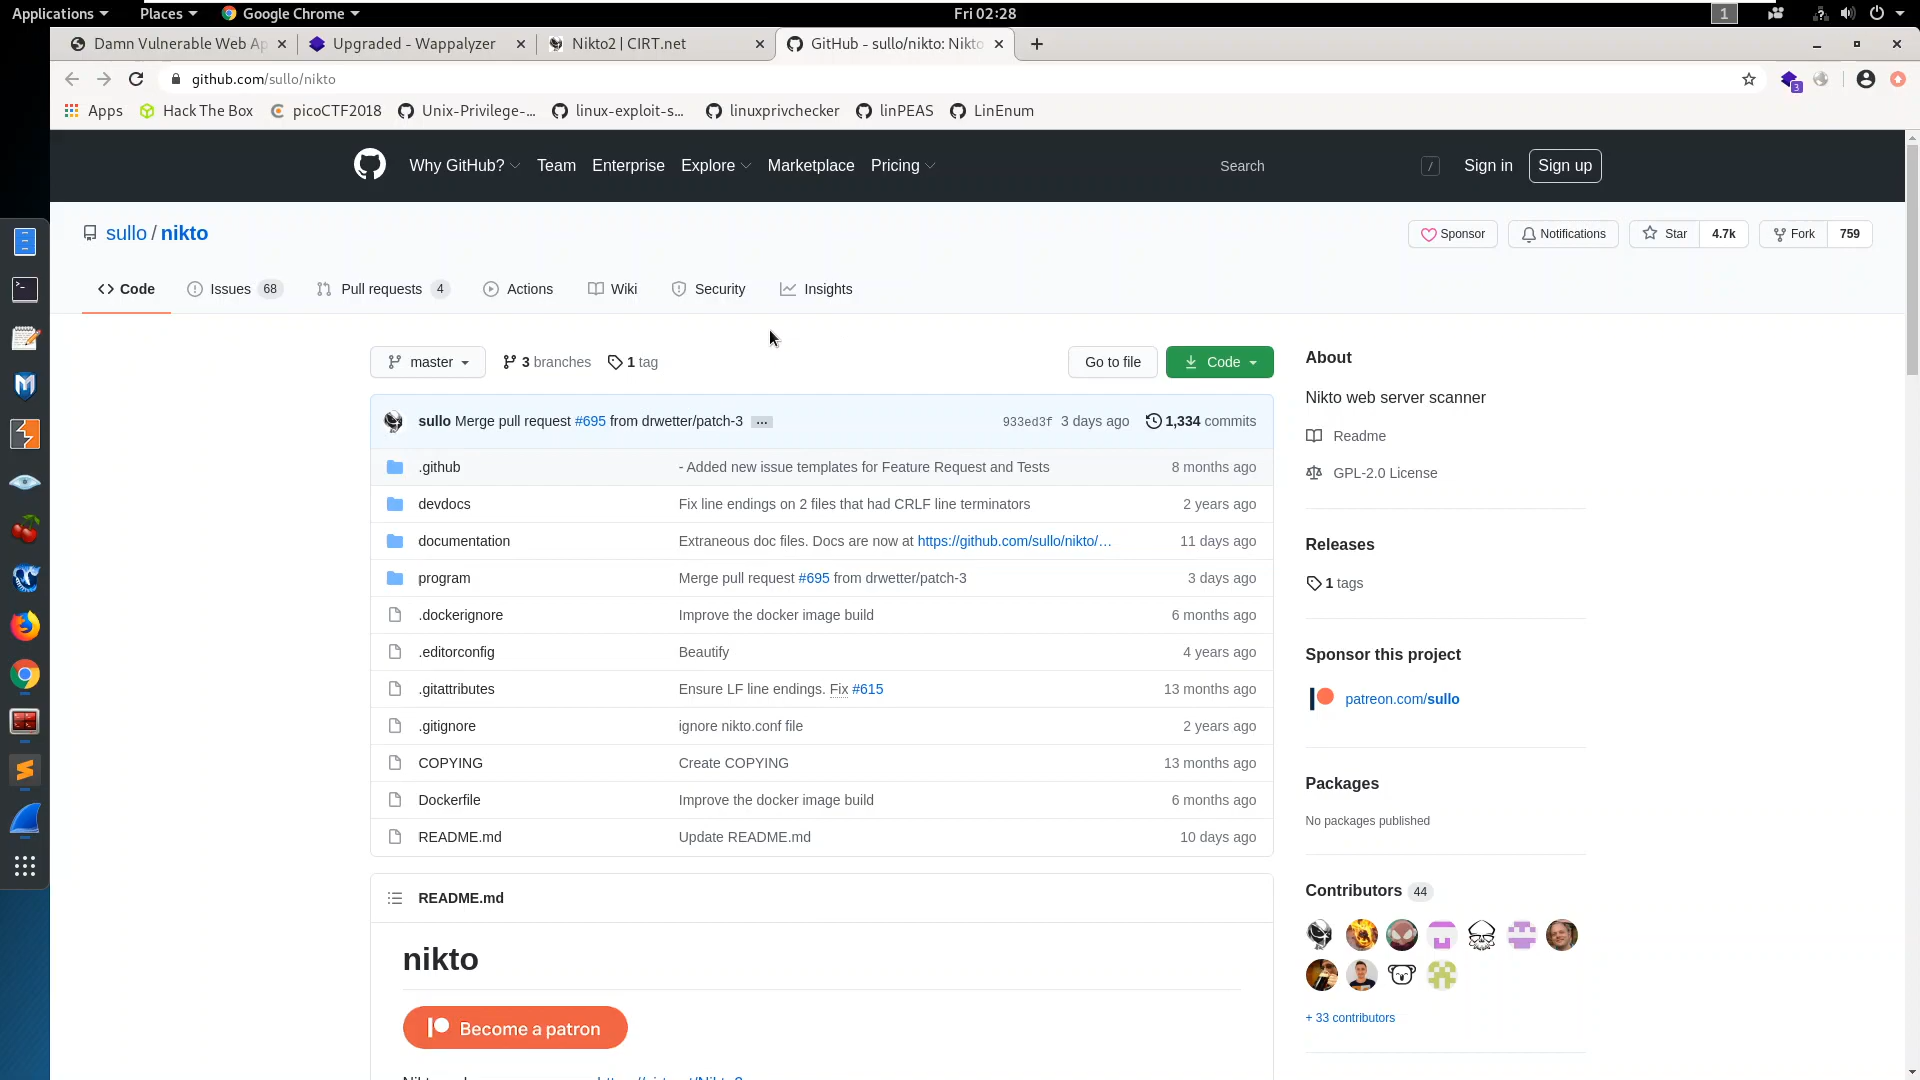 Applications Places Google Chrome Fri 02:28 1
Damn Vulnerable Web Ap Upgraded - Wappalyzer Nikto2 | CIRT.net GitHub - sullo/nikto: Nikto
github.com/sullo/nikto 3
Apps Hack The Box picoCTF2018 Unix-Privilege-... linux-exploit-s... linuxprivchecker linPEAS LinEnum
Why GitHub? Team Enterprise Explore Marketplace Pricing Search / Sign in Sign up
sullo / nikto Sponsor Notifications Star 4.7k Fork 759
Code Issues 68 Pull requests 4 Actions Wiki Security Insights
master 3 branches 1 tag Go to file Code
sullo Merge pull request #695 from drwetter/patch-3 ... 933ed3f 3 days ago 1,334 commits
.github - Added new issue templates for Feature Request and Tests 8 months ago
devdocs Fix line endings on 2 files that had CRLF line terminators 2 years ago
documentation Extraneous doc files. Docs are now at https://github.com/sullo/nikto/... 11 days ago
program Merge pull request #695 from drwetter/patch-3 3 days ago
.dockerignore Improve the docker image build 6 months ago
.editorconfig Beautify 4 years ago
.gitattributes Ensure LF line endings. Fix #615 13 months ago
.gitignore ignore nikto.conf file 2 years ago
COPYING Create COPYING 13 months ago
Dockerfile Improve the docker image build 6 months ago
README.md Update README.md 10 days ago
README.md
nikto
Become a patron
About
Nikto web server scanner
Readme
GPL-2.0 License
Releases
1 tags
Sponsor this project
patreon.com/sullo
Packages
No packages published
Contributors 44
+ 33 contributors